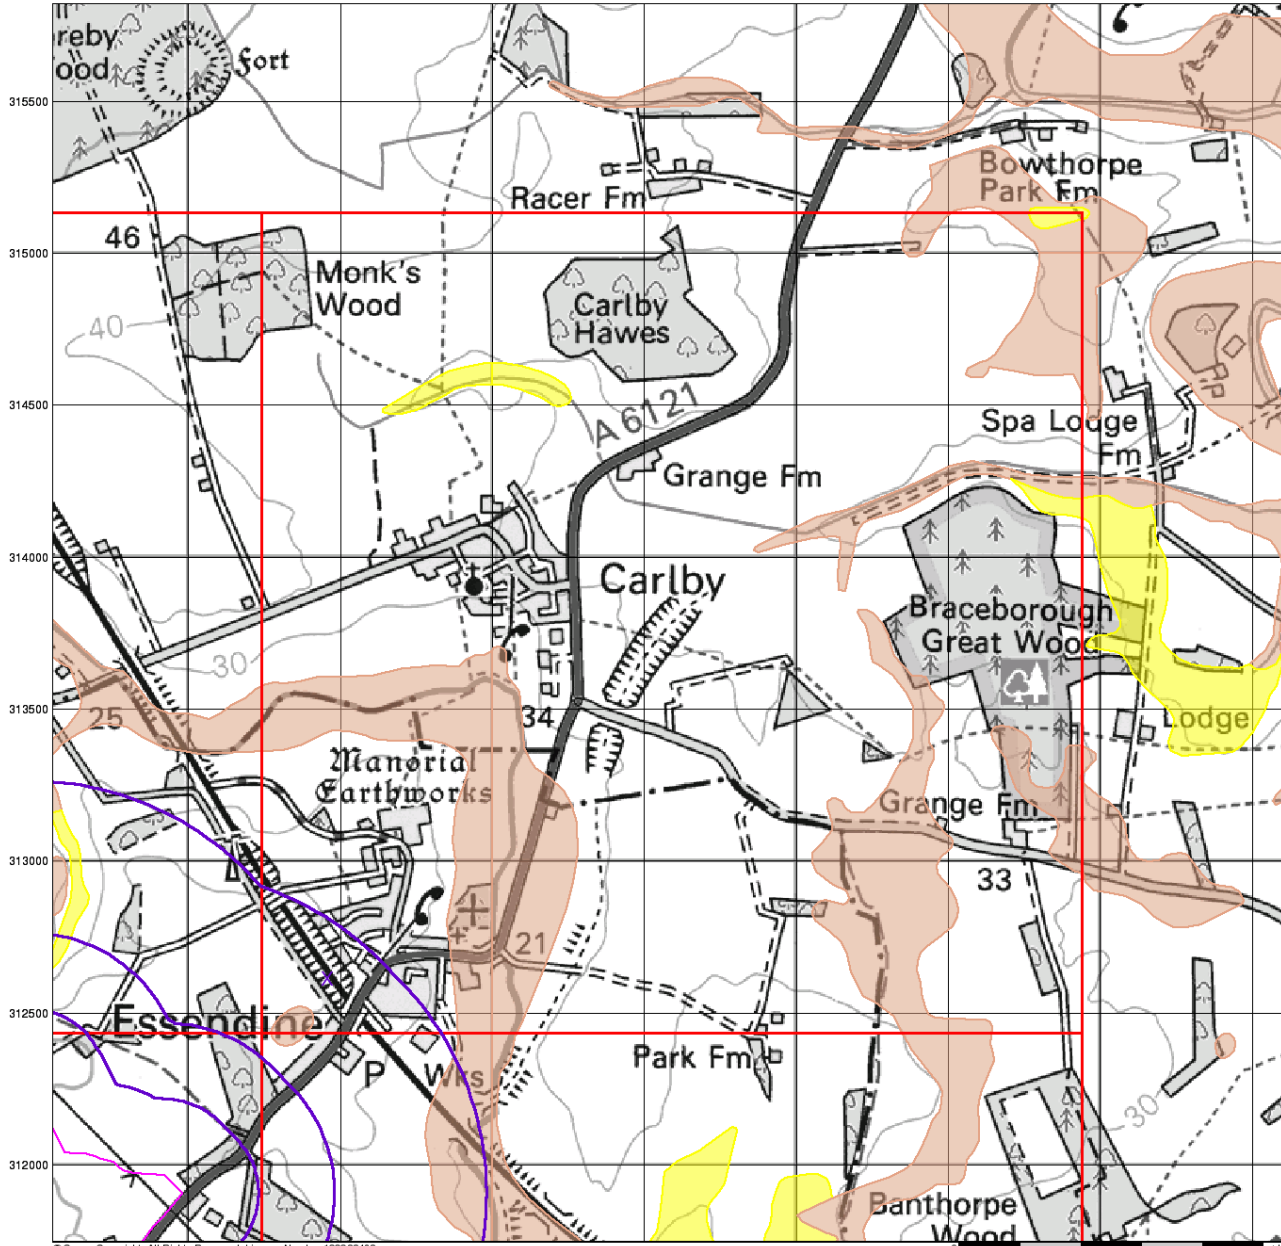 reby
ood
Fort
315500
Bowthorpe
Park Fm
Racer Fm
46
315000
Monk's
Wood
Carlby
Hawes
40
314500
A 6121
Spa Lodge
Fm
Grange Fm
314000
Carlby
Braceborough
Great Wood
30
313500
25
34
Lodge
Manorial
Earthworks
Grange Fm
313000
33
21
312500
Essendine
Park Fm
P
Wks
30
312000
Banthorpe
Wood